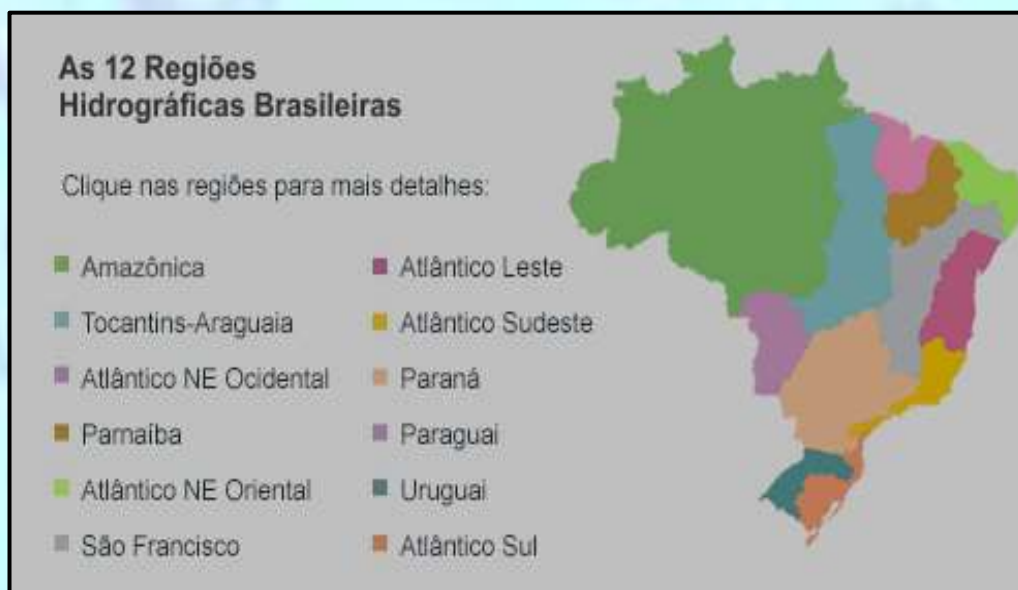 As 12 Regiões
Hidrográficas Brasileiras
Clique nas regiões para mais detalhes:
Amazônica
Tocantins-Araguaia
Atlântico NE Ocidental
Parnaíba
Atlântico NE Oriental
São Francisco
Atlântico Leste
Atlântico Sudeste
Paraná
Paraguai
Uruguai
Atlântico Sul